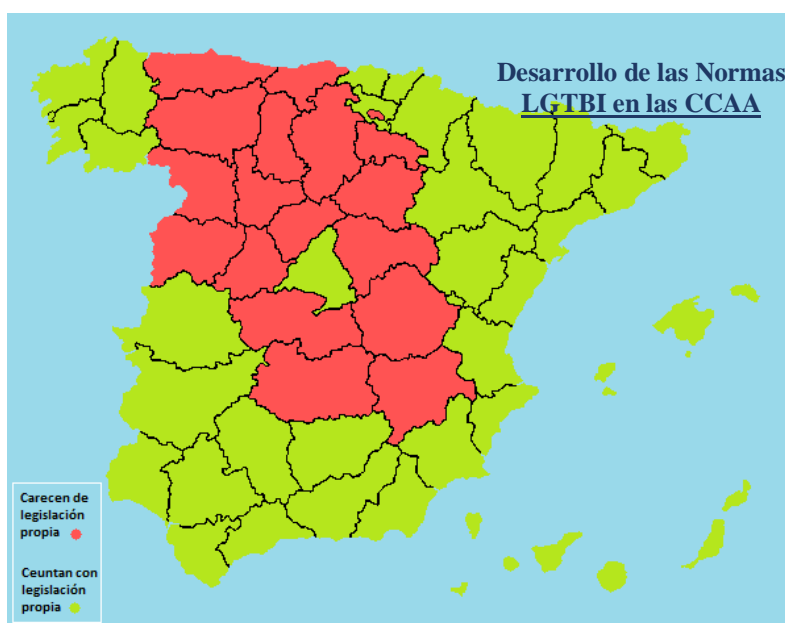 Desarrollo de las Normas
LGTBI en las CCAA
Carecen de
legislación
propia
Ceuntan con
legislación
propia